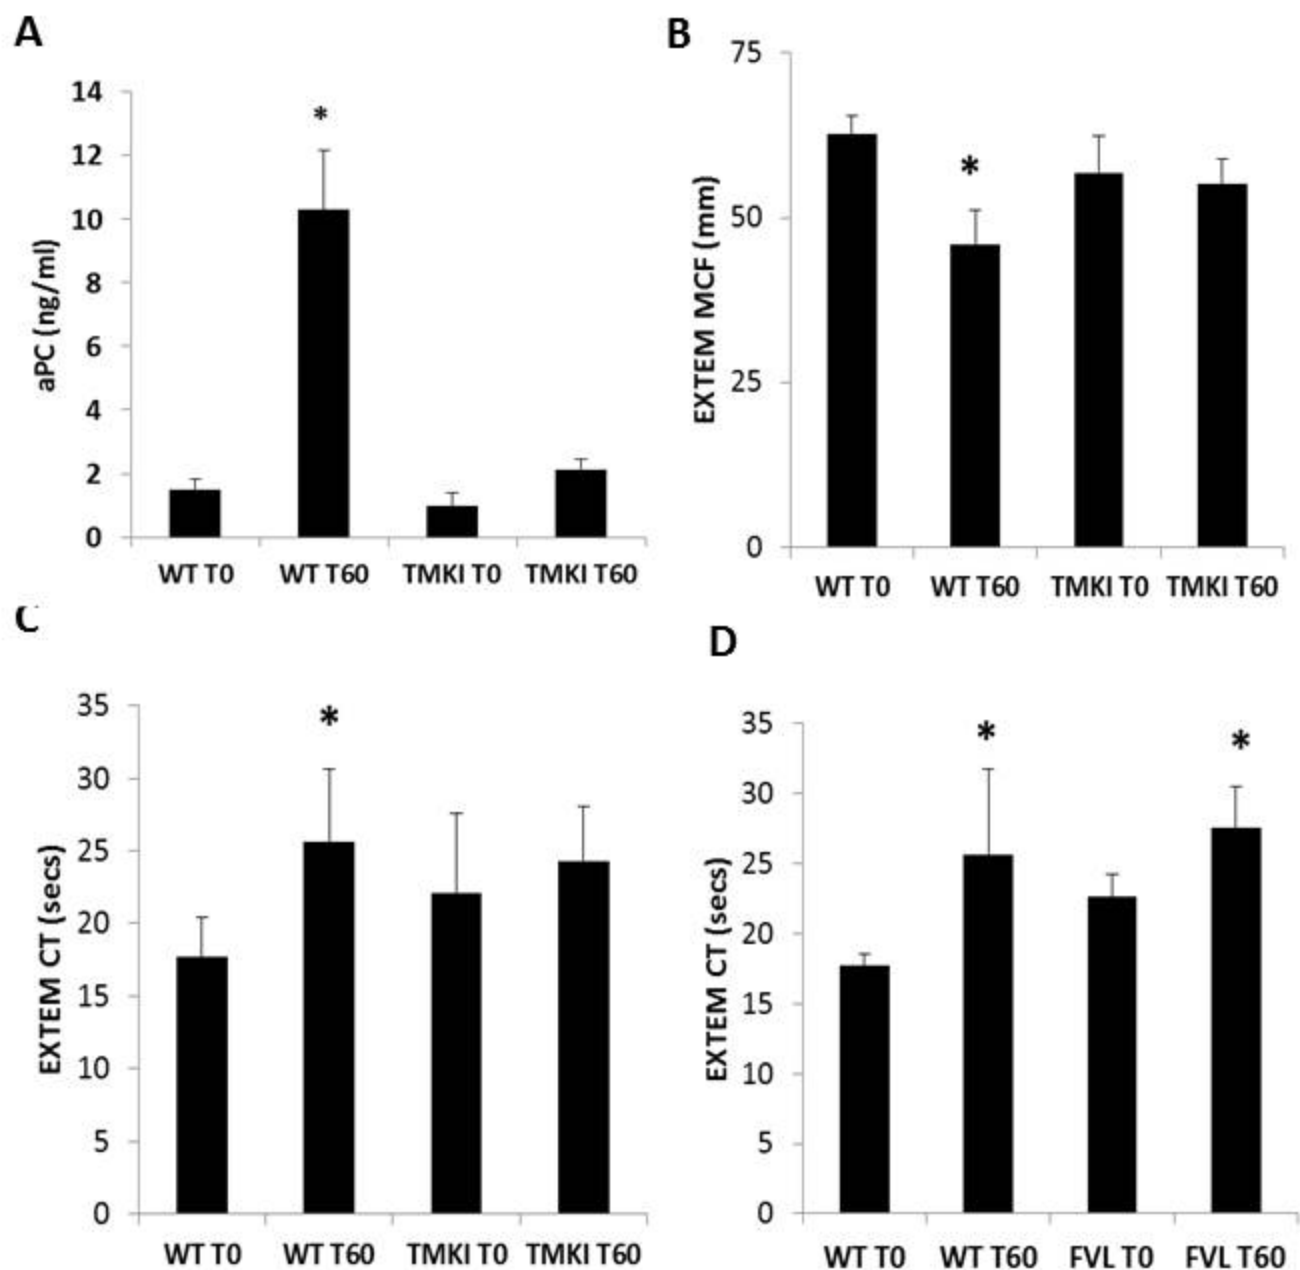 A
14
12
10
8
6
4
2
0
aPC (ng/ml)
*
WT T0 WT T60 TMKI T0 TMKI T60
B
75
50
25
0
EXTEM MCF (mm)
*
WT T0 WT T60 TMKI T0 TMKI T60
C
35
30
25
20
15
10
5
0
EXTEM CT (secs)
*
WT T0 WT T60 TMKI T0 TMKI T60
D
35
30
25
20
15
10
5
0
EXTEM CT (secs)
* *
WT T0 WT T60 FVL T0 FVL T60